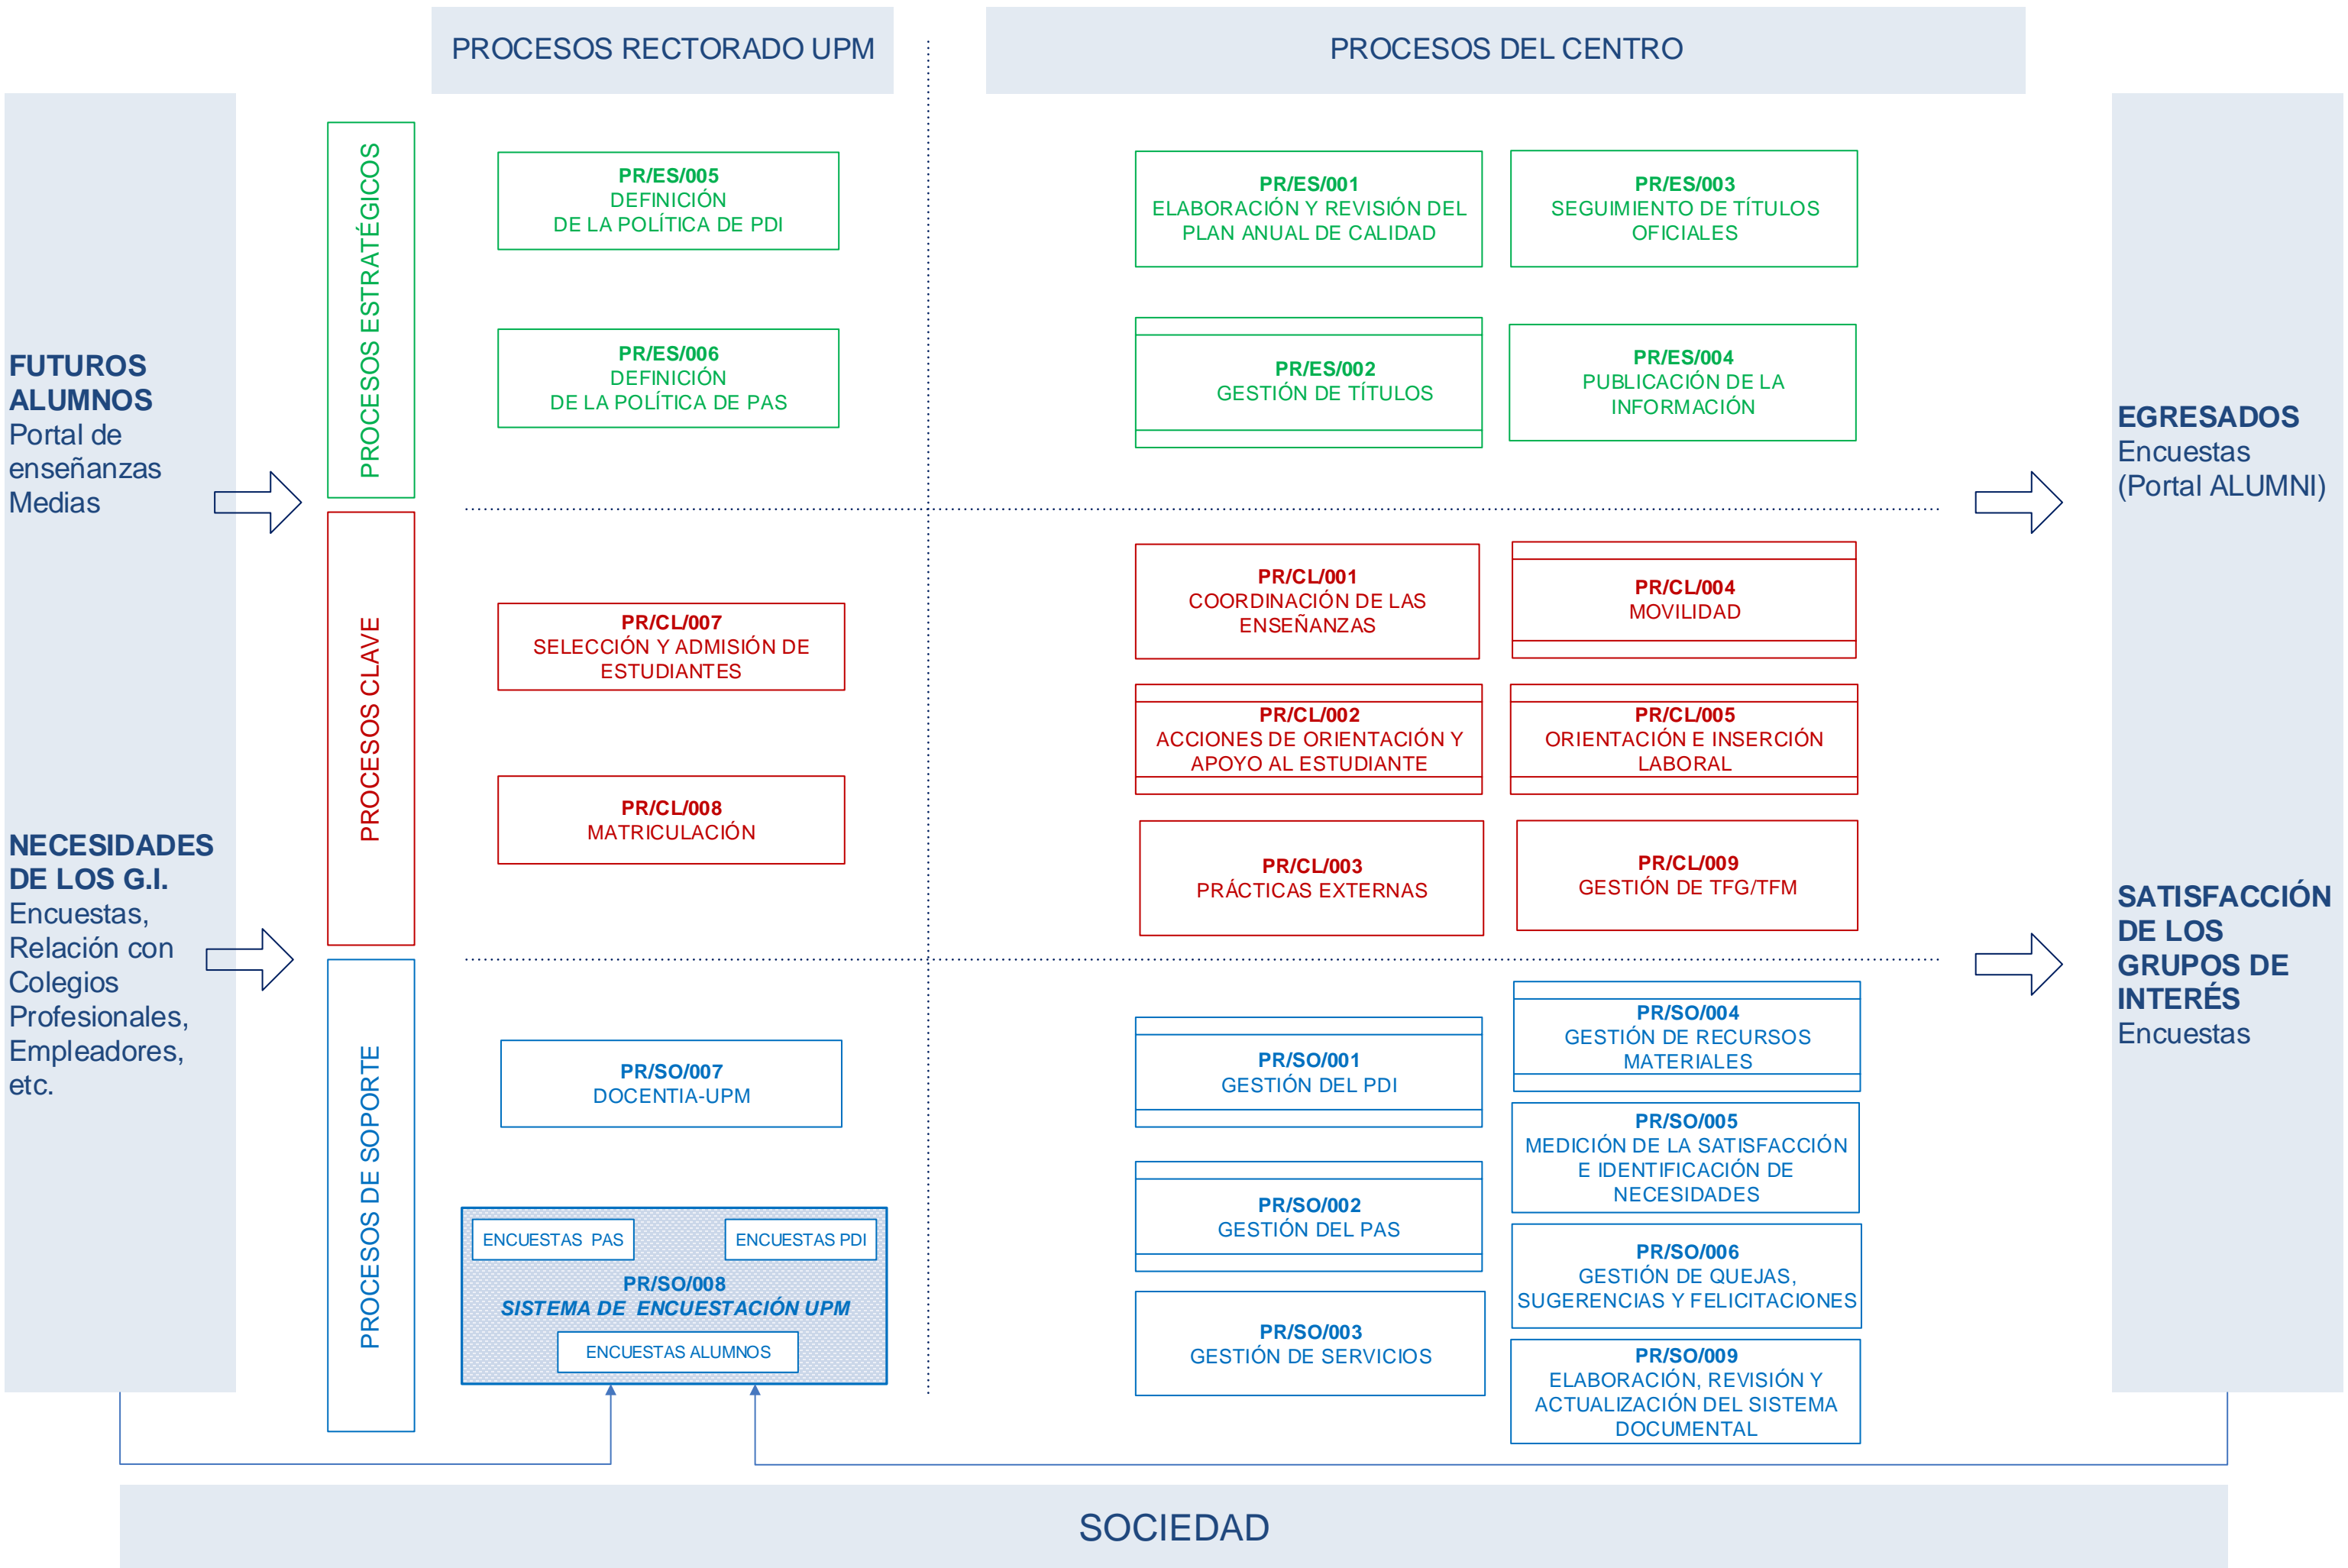 PROCESOS RECTORADO UPM
PROCESOS DEL CENTRO
FUTUROS
ALUMNOS
Portal de
enseñanzas
Medias
NECESIDADES
DE LOS G.I.
Encuestas,
Relación con
Colegios
Profesionales,
Empleadores,
etc.
PROCESOS ESTRATÉGICOS
PR/ES/005
DEFINICIÓN
DE LA POLÍTICA DE PDI
PR/ES/006
DEFINICIÓN
DE LA POLÍTICA DE PAS
PR/ES/001
ELABORACIÓN Y REVISIÓN DEL
PLAN ANUAL DE CALIDAD
PR/ES/003
SEGUIMIENTO DE TÍTULOS
OFICIALES
PR/ES/002
GESTIÓN DE TÍTULOS
PR/ES/004
PUBLICACIÓN DE LA
INFORMACIÓN
PROCESOS CLAVE
PR/CL/007
SELECCIÓN Y ADMISIÓN DE
ESTUDIANTES
PR/CL/008
MATRICULACIÓN
PR/CL/001
COORDINACIÓN DE LAS
ENSEÑANZAS
PR/CL/004
MOVILIDAD
PR/CL/002
ACCIONES DE ORIENTACIÓN Y
APOYO AL ESTUDIANTE
PR/CL/005
ORIENTACIÓN E INSERCIÓN
LABORAL
PR/CL/003
PRÁCTICAS EXTERNAS
PR/CL/009
GESTIÓN DE TFG/TFM
PROCESOS DE SOPORTE
PR/SO/007
DOCENTIA-UPM
ENCUESTAS PAS
ENCUESTAS PDI
PR/SO/008
SISTEMA DE ENCUESTACIÓN UPM
ENCUESTAS ALUMNOS
PR/SO/001
GESTIÓN DEL PDI
PR/SO/004
GESTIÓN DE RECURSOS
MATERIALES
PR/SO/002
GESTIÓN DEL PAS
PR/SO/005
MEDICIÓN DE LA SATISFACCIÓN
E IDENTIFICACIÓN DE
NECESIDADES
PR/SO/003
GESTIÓN DE SERVICIOS
PR/SO/006
GESTIÓN DE QUEJAS,
SUGERENCIAS Y FELICITACIONES
PR/SO/009
ELABORACIÓN, REVISIÓN Y
ACTUALIZACIÓN DEL SISTEMA
DOCUMENTAL
EGRESADOS
Encuestas
(Portal ALUMNI)
SATISFACCIÓN
DE LOS
GRUPOS DE
INTERÉS
Encuestas
SOCIEDAD